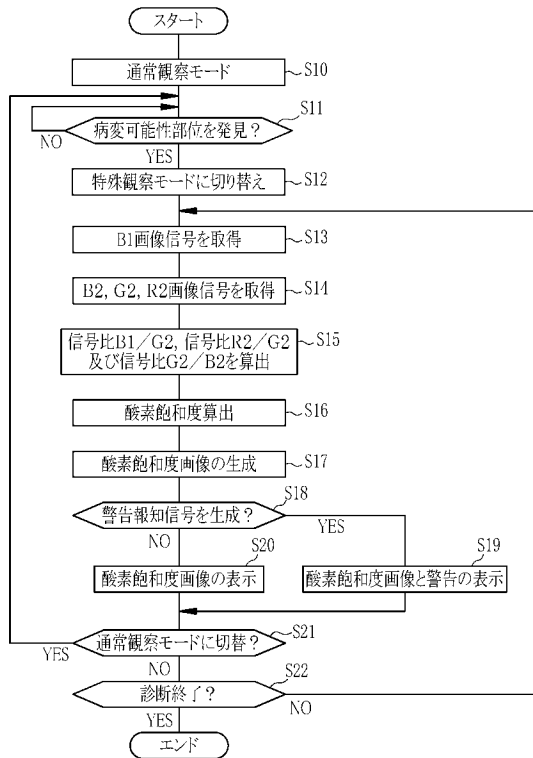 スタート
通常観察モード
S10
S11
病変可能性部位を発見?
NO
YES
特殊観察モードに切り替え
S12
B1画像信号を取得
S13
B2, G2, R2画像信号を取得
S14
信号比B1/G2, 信号比R2/G2
及び信号比G2/B2を算出
S15
酸素飽和度算出
S16
酸素飽和度画像の生成
S17
S18
警告報知信号を生成?
YES
NO
S20
S19
酸素飽和度画像の表示
酸素飽和度画像と警告の表示
S21
通常観察モードに切替?
YES
NO
S22
診断終了?
NO
YES
エンド